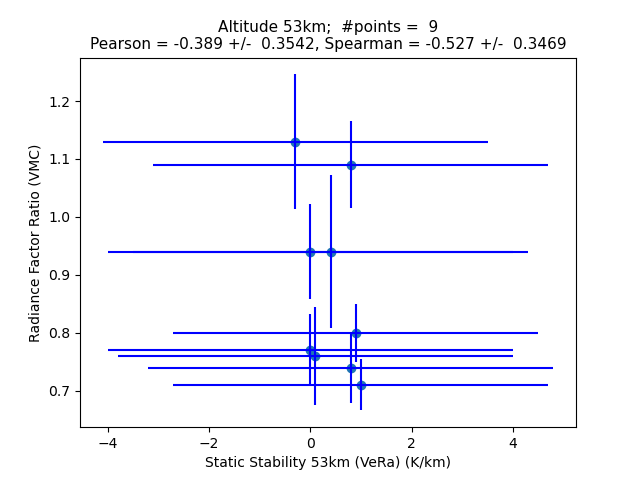 Altitude 53km;  #points =  9
Pearson = -0.389 +/-  0.3542, Spearman = -0.527 +/-  0.3469
1.2
1.1
1.0
0.9
0.8
0.7
Radiance Factor Ratio (VMC)
−4
−2
0
2
4
Static Stability 53km (VeRa) (K/km)